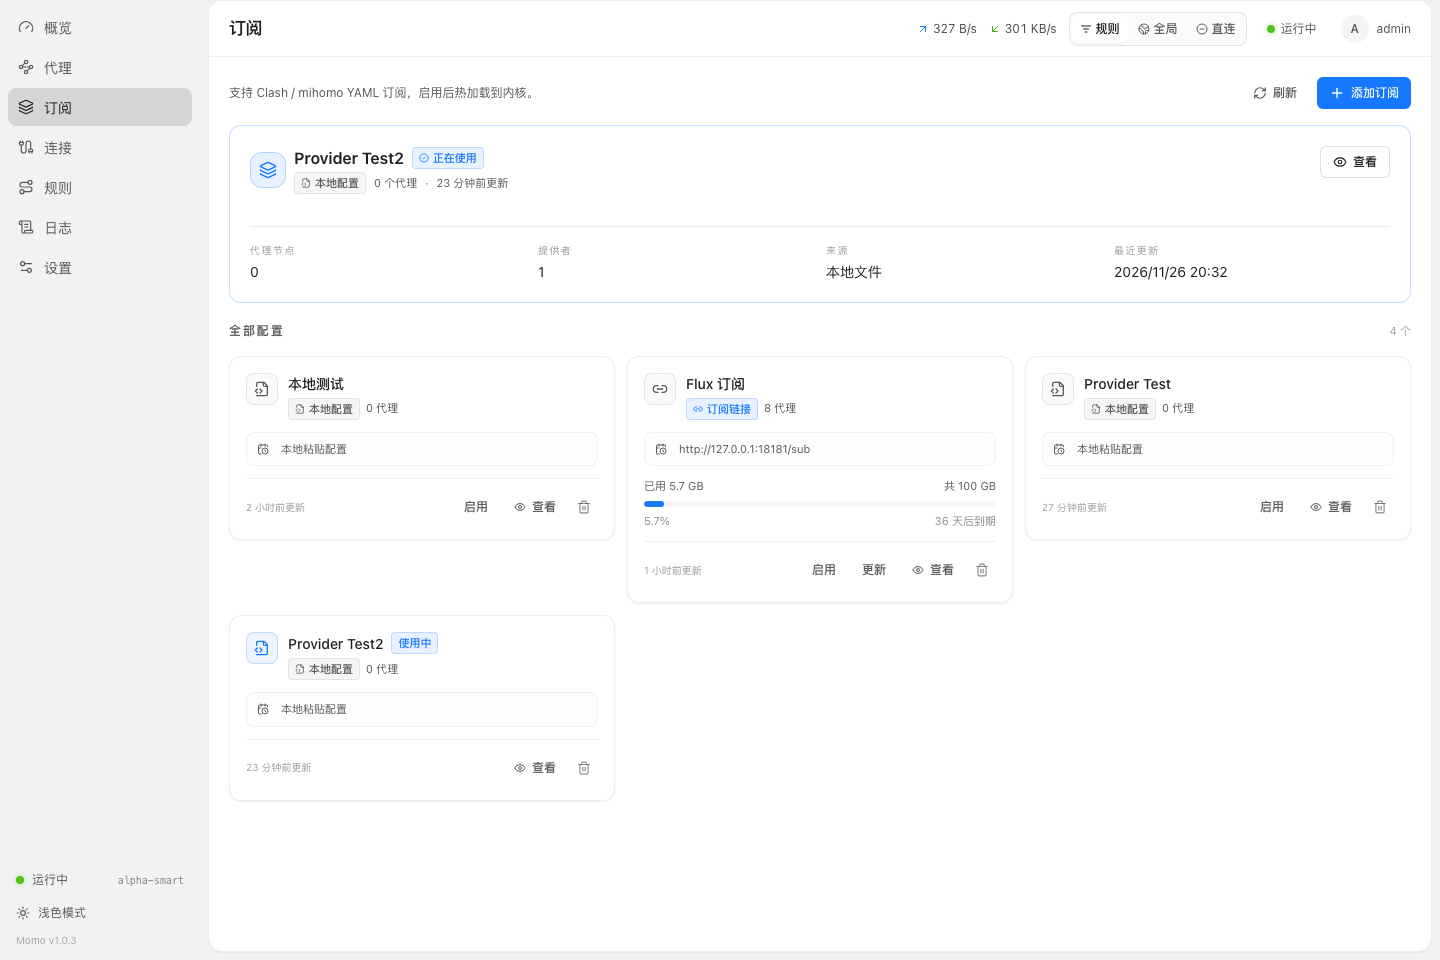 概览
代理
订阅
连接
规则
日志
设置
运行中 alpha-smart
浅色模式
Momo v1.0.3
订阅
327 B/s 301 KB/s 规则 全局 直连 运行中 A admin
支持 Clash / mihomo YAML 订阅，启用后热加载到内核。 刷新 添加订阅
Provider Test2 正在使用 查看
本地配置 0 个代理 · 23 分钟前更新
代理节点 提供者 来源 最近更新
0 1 本地文件 2026/11/26 20:32
全部配置 4 个
本地测试
本地配置 0 代理
本地粘贴配置
2 小时前更新 启用 查看
Flux 订阅
订阅链接 8 代理
http://127.0.0.1:18181/sub
已用 5.7 GB 共 100 GB
5.7% 36 天后到期
1 小时前更新 启用 更新 查看
Provider Test
本地配置 0 代理
本地粘贴配置
27 分钟前更新 启用 查看
Provider Test2 使用中
本地配置 0 代理
本地粘贴配置
23 分钟前更新 查看